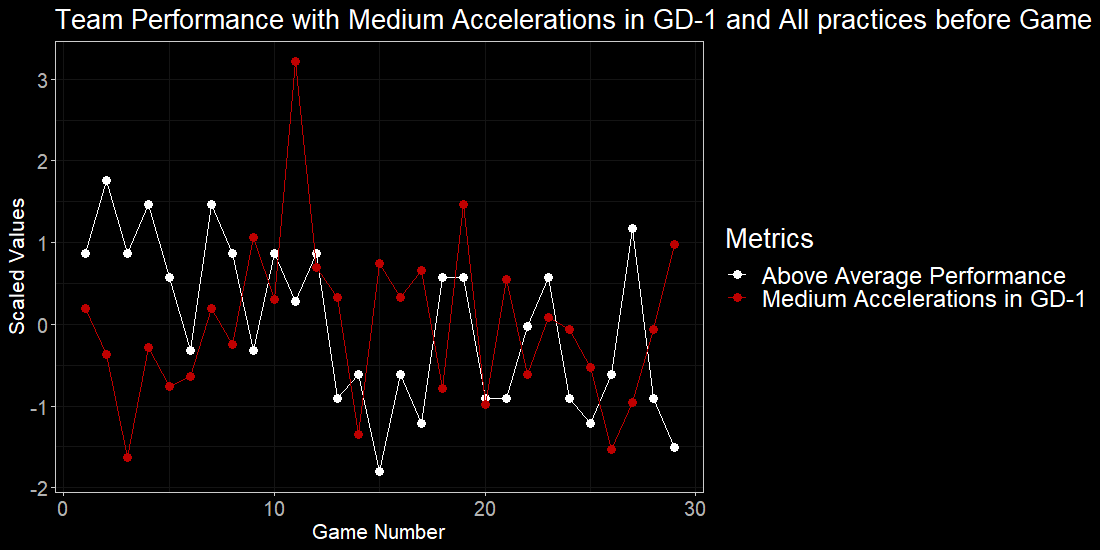 Team Performance with Medium Accelerations in GD-1 and All practices before Game
3
2
1
0
-1
-2
Scaled Values
0 10 20 30
Game Number
Metrics
Above Average Performance
Medium Accelerations in GD-1